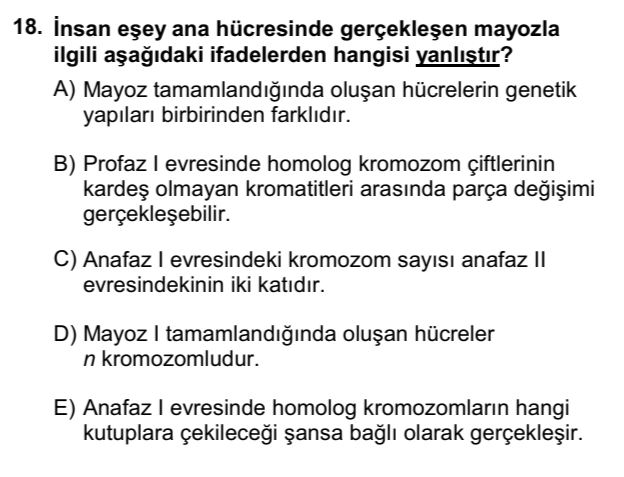 18. İnsan eşey ana hücresinde gerçekleşen mayozla
ilgili aşağıdaki ifadelerden hangisi yanlıştır?
A) Mayoz tamamlandığında oluşan hücrelerin genetik
yapıları birbirinden farklıdır.
B) Profaz I evresinde homolog kromozom çiftlerinin
kardeş olmayan kromatitleri arasında parça değişimi
gerçekleşebilir.
C) Anafaz I evresindeki kromozom sayısı anafaz II
evresindekinin iki katıdır.
D) Mayoz I tamamlandığında oluşan hücreler
n kromozomludur.
E) Anafaz I evresinde homolog kromozomların hangi
kutuplara çekileceği şansa bağlı olarak gerçekleşir.